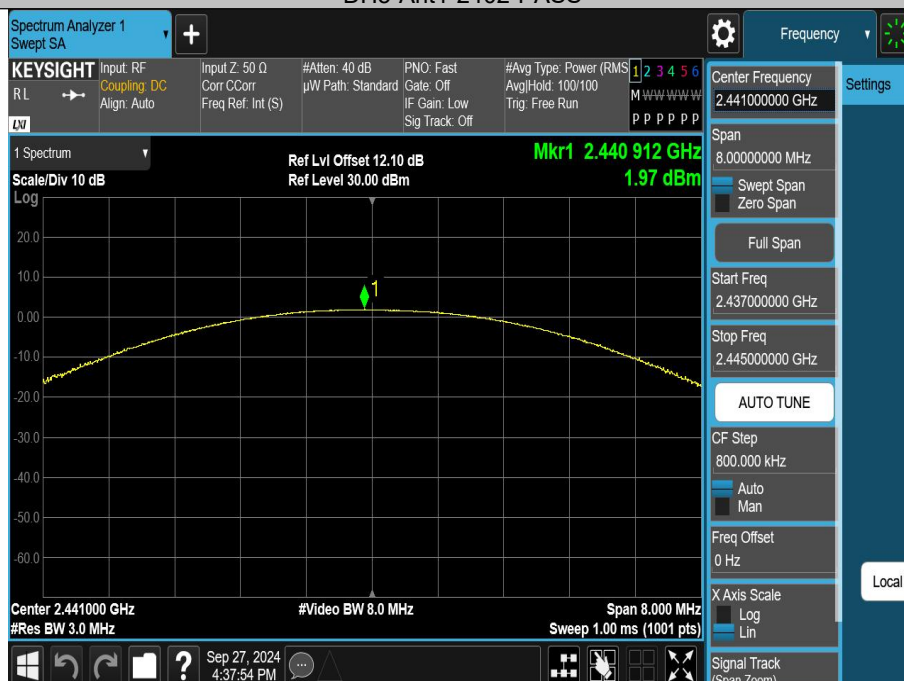 Spectrum Analyzer 1
Swept SA
+
Frequency
KEYSIGHT
RL
LXI
Input: RF
Coupling: DC
Align: Auto
Input Z: 50 Ω
Corr CCorr
Freq Ref: Int (S)
#Atten: 40 dB
µW Path: Standard
PNO: Fast
Gate: Off
IF Gain: Low
Sig Track: Off
#Avg Type: Power (RMS
Avg|Hold: 100/100
Trig: Free Run
1 2 3 4 5 6
M W W W W W
P P P P P P
Center Frequency
2.441000000 GHz
Settings
Span
8.00000000 MHz
Swept Span
Zero Span
Full Span
Start Freq
2.437000000 GHz
Stop Freq
2.445000000 GHz
AUTO TUNE
CF Step
800.000 kHz
Auto
Man
Freq Offset
0 Hz
X Axis Scale
Log
Lin
Signal Track
(Span Zoom)
Local
1 Spectrum
Scale/Div 10 dB
Log
Ref Lvl Offset 12.10 dB
Ref Level 30.00 dBm
Mkr1 2.440 912 GHz
1.97 dBm
20.0
10.0
0.00
-10.0
-20.0
-30.0
-40.0
-50.0
-60.0
1
Center 2.441000 GHz
#Res BW 3.0 MHz
#Video BW 8.0 MHz
Span 8.000 MHz
Sweep 1.00 ms (1001 pts)
?
Sep 27, 2024
4:37:54 PM